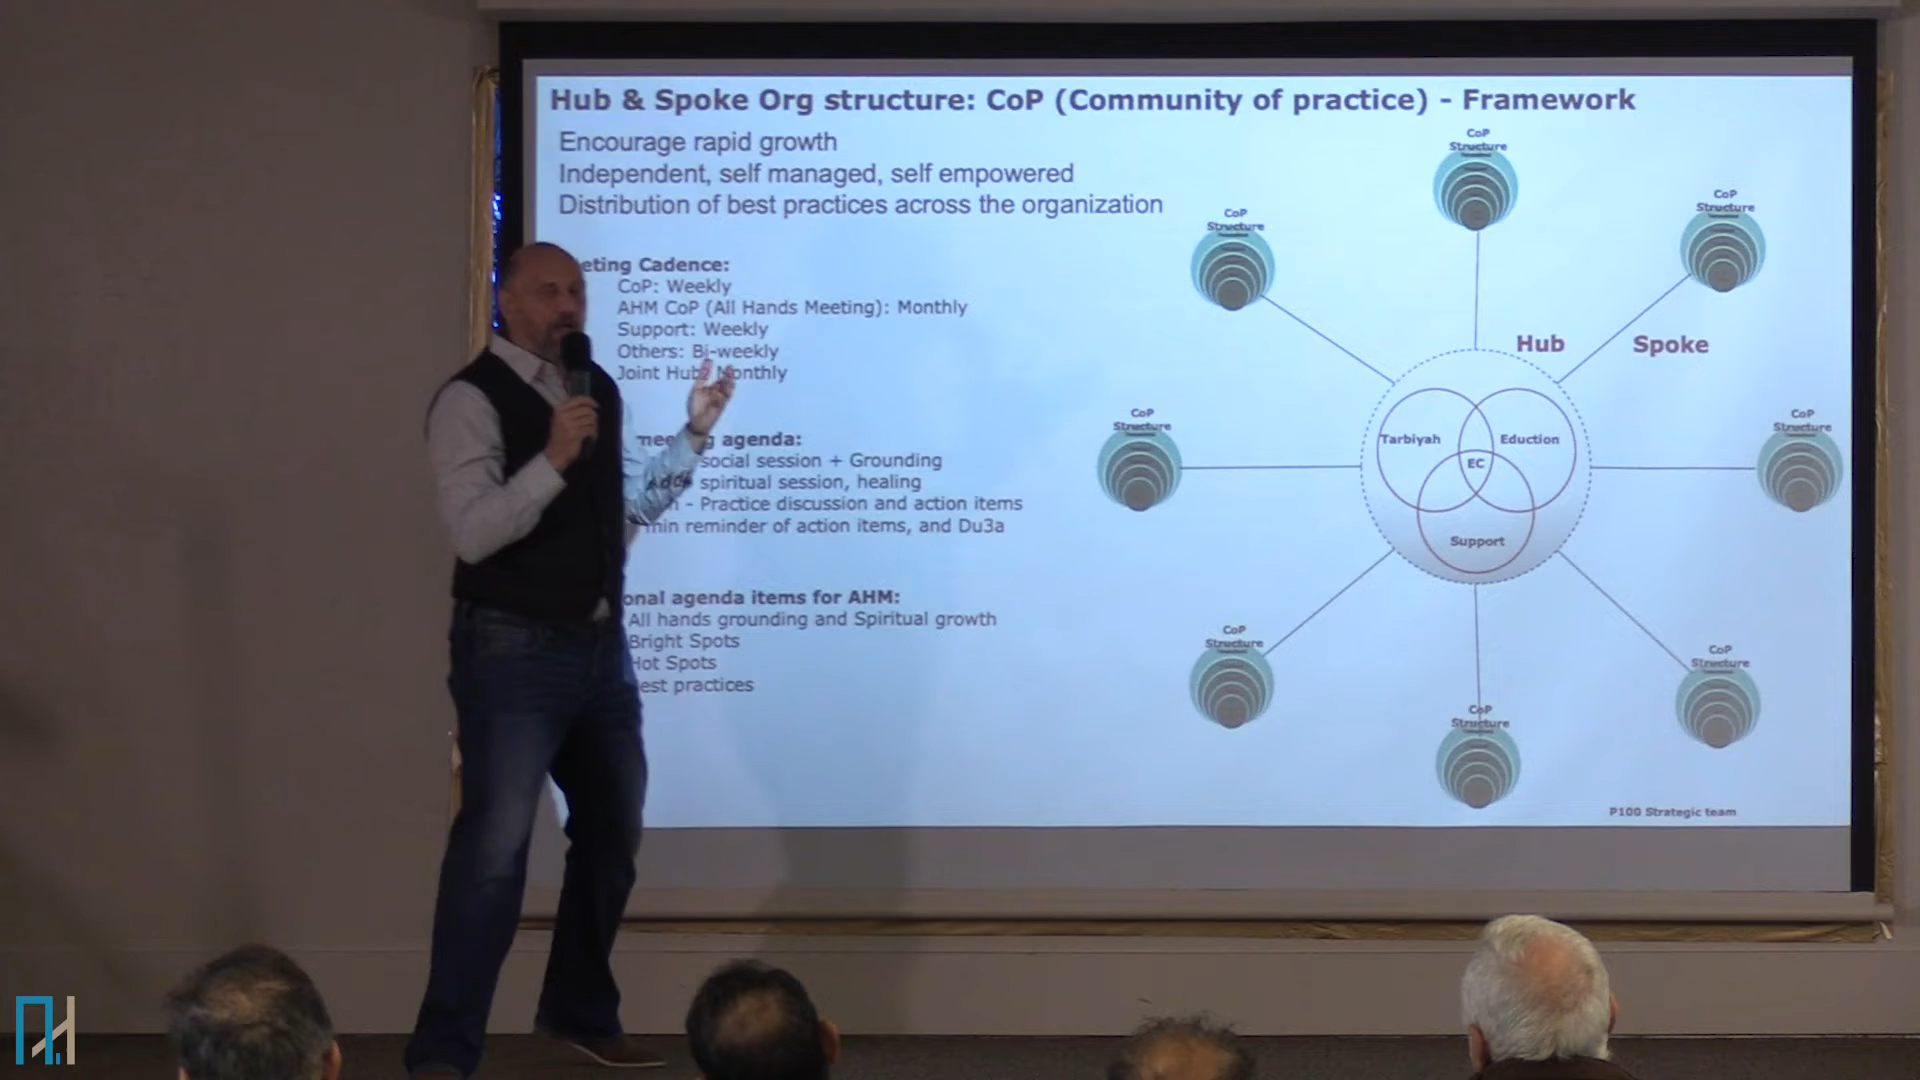 Hub & Spoke Org structure: CoP (Community of practice) - Framework
Encourage rapid growth
Independent, self managed, self empowered
Distribution of best practices across the organization
eting Cadence:
CoP: Weekly
AHM CoP (All Hands Meeting): Monthly
Support: Weekly
Others: Bi-weekly
Joint Hub: Monthly
agenda:
social session + Grounding
spiritual session, healing
- Practice discussion and action items
min reminder of action items, and Du3a
onal agenda items for AHM:
All hands grounding and Spiritual growth
Bright Spots
Hot Spots
est practices
CoP
Structure
CoP
Structure
CoP
Structure
Hub
Spoke
CoP
Structure
CoP
Structure
Tarbiyah
Eduction
EC
Support
CoP
Structure
CoP
Structure
CoP
Structure
P100 Strategic team